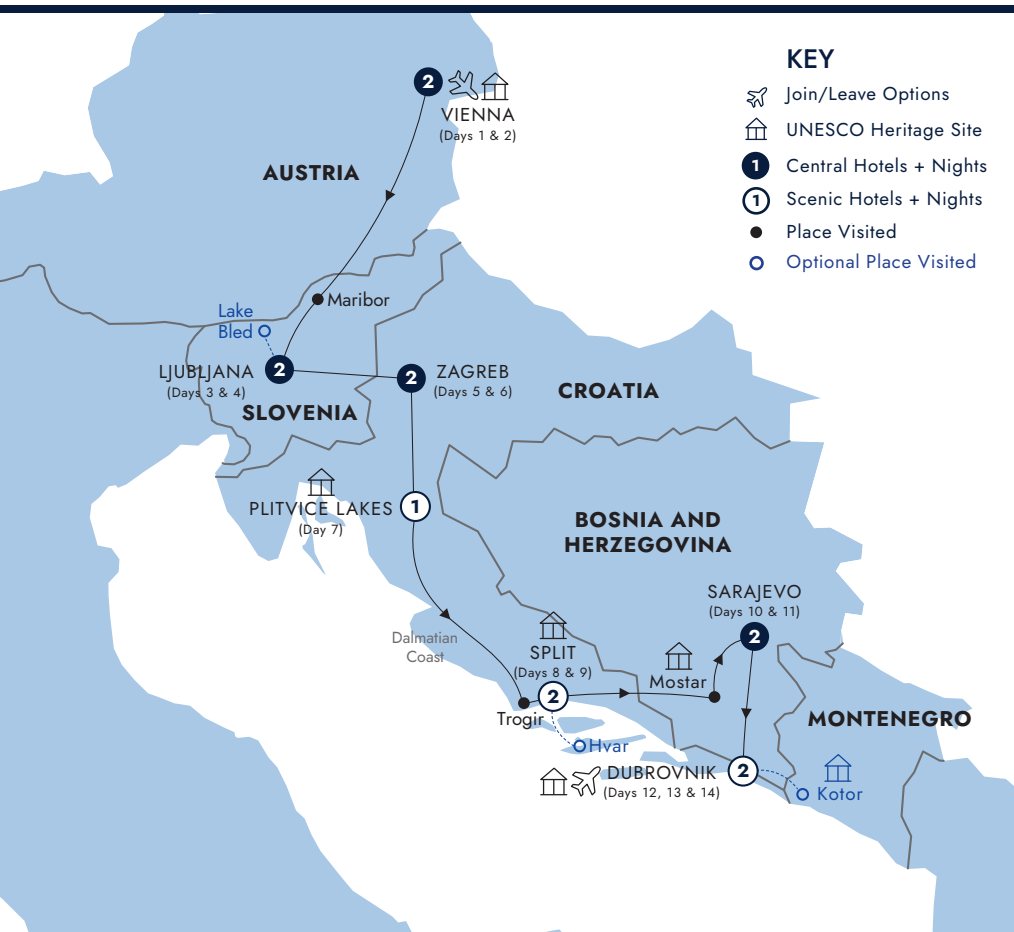 KEY
Join/Leave Options
UNESCO Heritage Site
1 Central Hotels + Nights
1 Scenic Hotels + Nights
Place Visited
Optional Place Visited
2
VIENNA
(Days 1 & 2)
AUSTRIA
Maribor
Lake
Bled
LJUBLJANA 2
(Days 3 & 4)
SLOVENIA
2 ZAGREB
(Days 5 & 6)
CROATIA
PLITVICE LAKES 1
(Day 7)
BOSNIA AND
HERZEGOVINA
SARAJEVO
(Days 10 & 11)
2
Dalmatian
Coast
SPLIT
(Days 8 & 9)
2
Mostar
Trogir
MONTENEGRO
Hvar
DUBROVNIK 2
(Days 12, 13 & 14)
Kotor